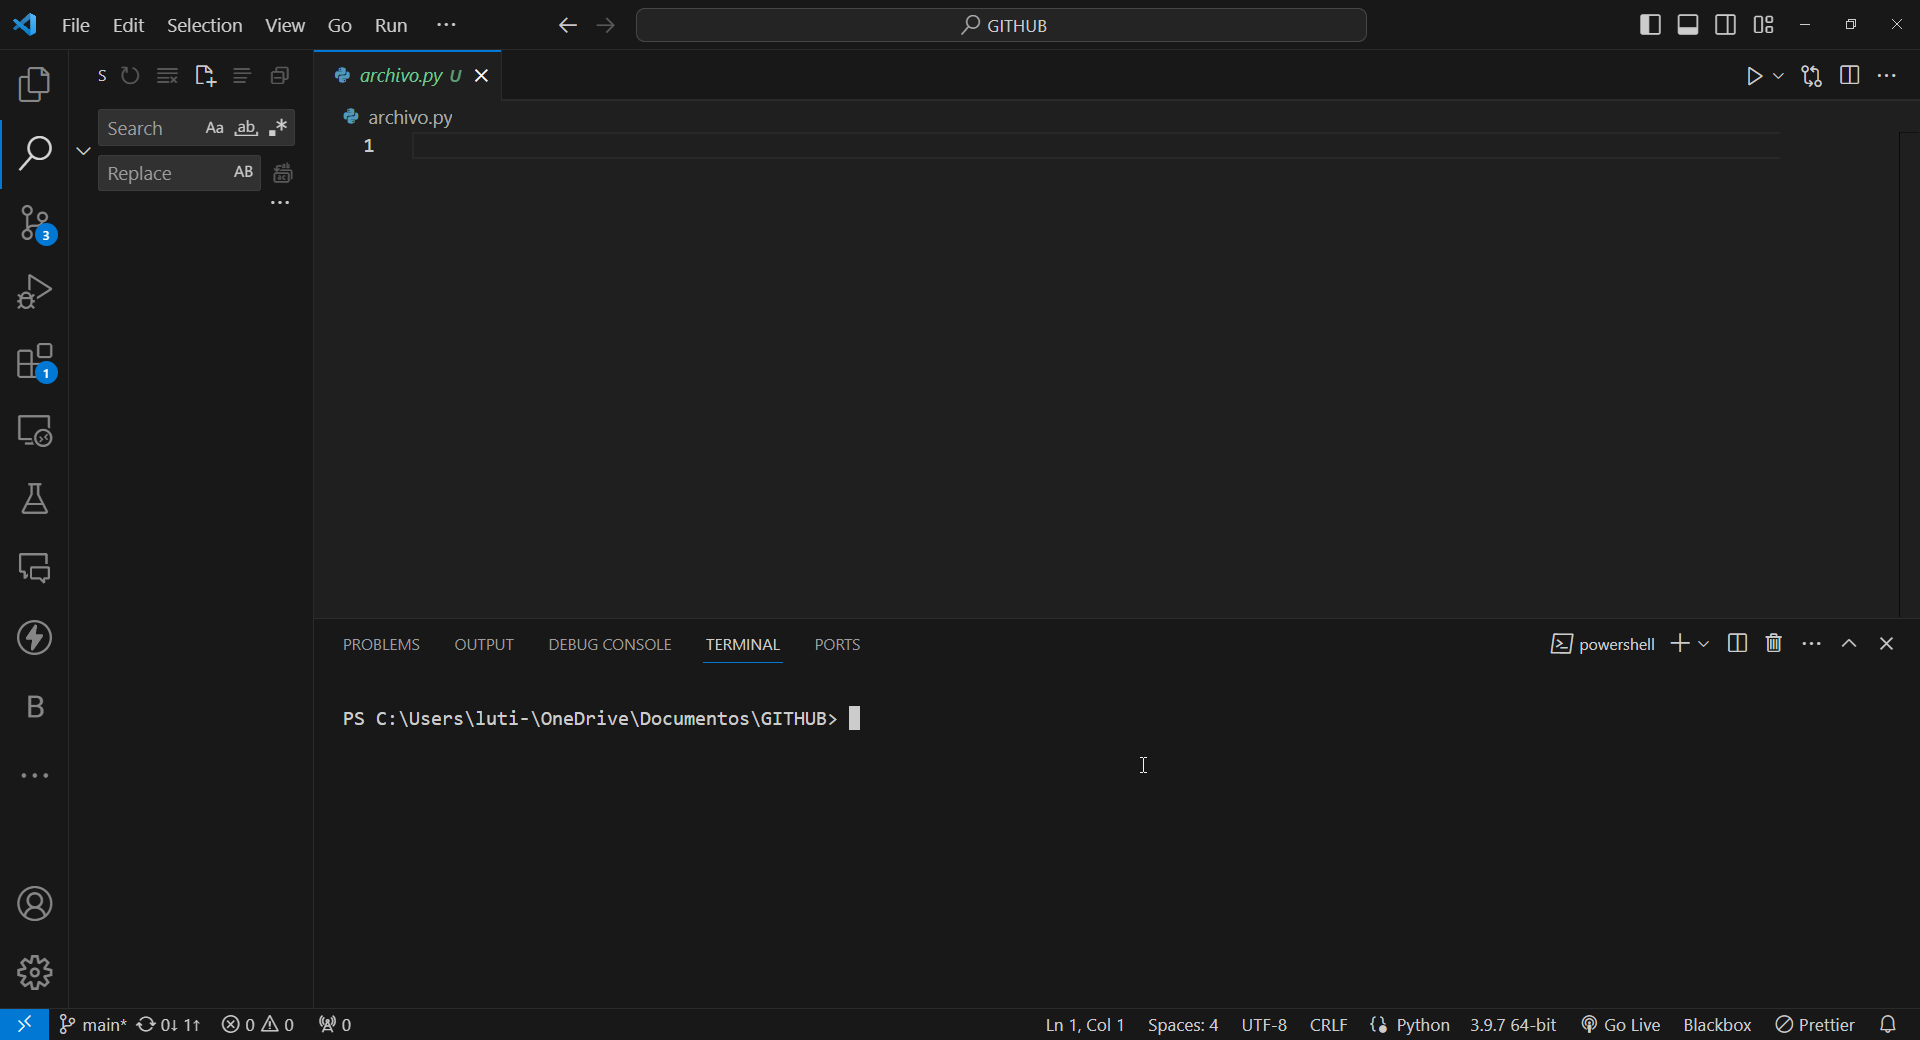 File Edit Selection View Go Run ··· GITHUB
S
archivo.py U
Search Aa ab .*
Replace AB
archivo.py
1
3
1
B
PROBLEMS OUTPUT DEBUG CONSOLE TERMINAL PORTS
powershell
PS C:\Users\luti-\OneDrive\Documentos\GITHUB>
main* 0↓ 1↑ 0 0 0
Ln 1, Col 1 Spaces: 4 UTF-8 CRLF Python 3.9.7 64-bit Go Live Blackbox Prettier